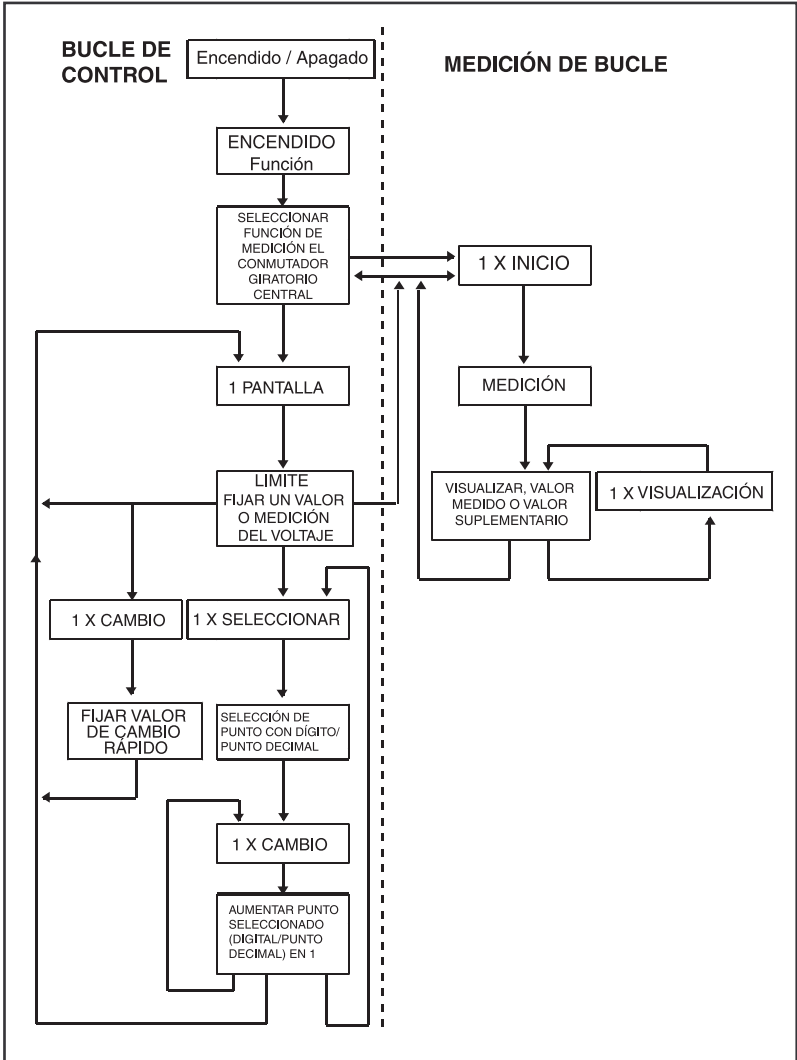 BUCLE DE
CONTROL
Encendido / Apagado
MEDICIÓN DE BUCLE
ENCENDIDO
Función
SELECCIONAR
FUNCIÓN DE
MEDICIÓN EL
CONMUTADOR
GIRATORIO
CENTRAL
1 X INICIO
1 PANTALLA
MEDICIÓN
LIMITE
FIJAR UN VALOR
O MEDICIÓN
DEL VOLTAJE
VISUALIZAR, VALOR
MEDIDO O VALOR
SUPLEMENTARIO
1 X VISUALIZACIÓN
1 X CAMBIO
1 X SELECCIONAR
FIJAR VALOR
DE CAMBIO
RÁPIDO
SELECCIÓN DE
PUNTO CON DÍGITO/
PUNTO DECIMAL
1 X CAMBIO
AUMENTAR PUNTO
SELECCIONADO
(DIGITAL/PUNTO
DECIMAL) EN 1